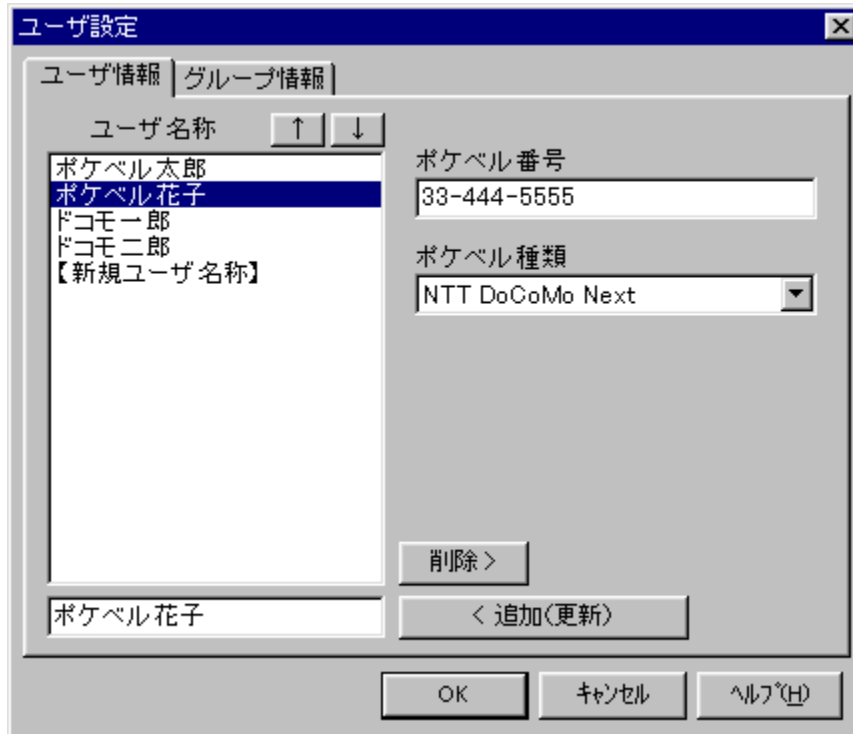 ユーザ設定
ユーザ情報 グループ情報
ユーザ名称 ↑ ↓
ポケベル太郎
ポケベル花子
ドコモ一郎
ドコモ二郎
【新規ユーザ名称】
ポケベル番号
33-444-5555
ポケベル種類
NTT DoCoMo Next
削除 >
ポケベル花子
< 追加(更新)
OK ｷｬﾝｾﾙ ﾍﾙﾌﾟ(H)